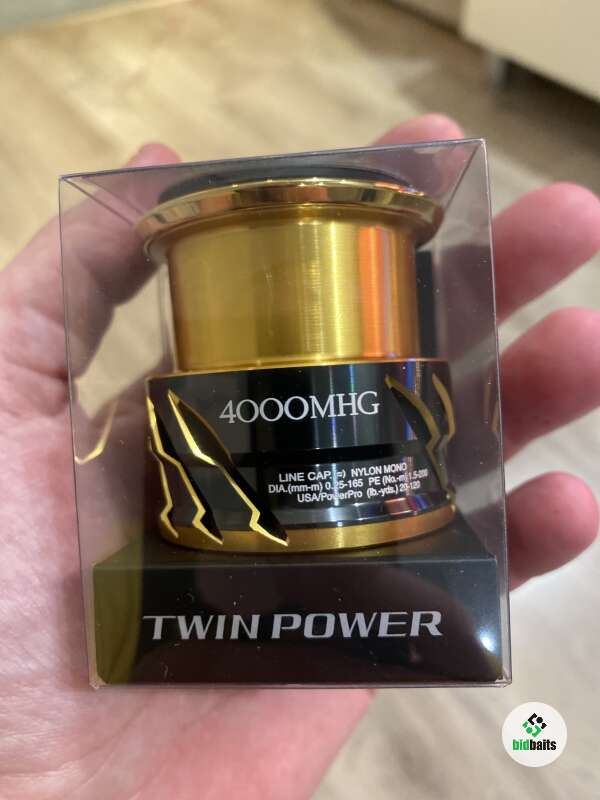 4000MHG
LINE CAP.(≈) NYLON MONO
DIA.(mm-m) 0.25-165 PE (No.-m) 1.5-200
USA/PowerPro (lb.-yds.) 20-120
TWIN POWER
bidbaits